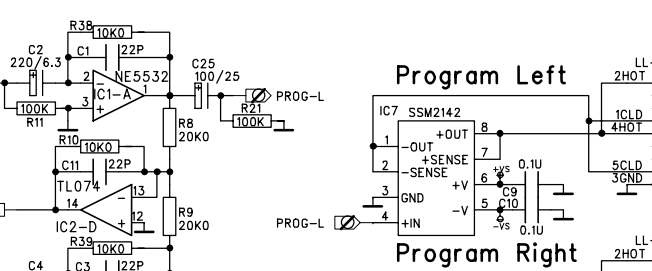 R38
10K0
C2
220/6.3
C1
22P
NE5532
C25
100/25
2
IC1-A
1
3
100K
R11
PROG-L
R21
100K
R8
20K0
R10
10K0
C11
22P
TL074
13
14
12
IC2-D
R9
20K0
R39
10K0
C4
C3
22P
Program Left
IC7
SSM2142
+OUT
8
1
-OUT
+SENSE
7
2
-SENSE
+V
6
+VS
0.1U
3
GND
C9
C10
-V
5
-VS
0.1U
PROG-L
4
+IN
Program Right
LL-
2HOT
1CLD
4HOT
5CLD
3GND
LL-
2HOT